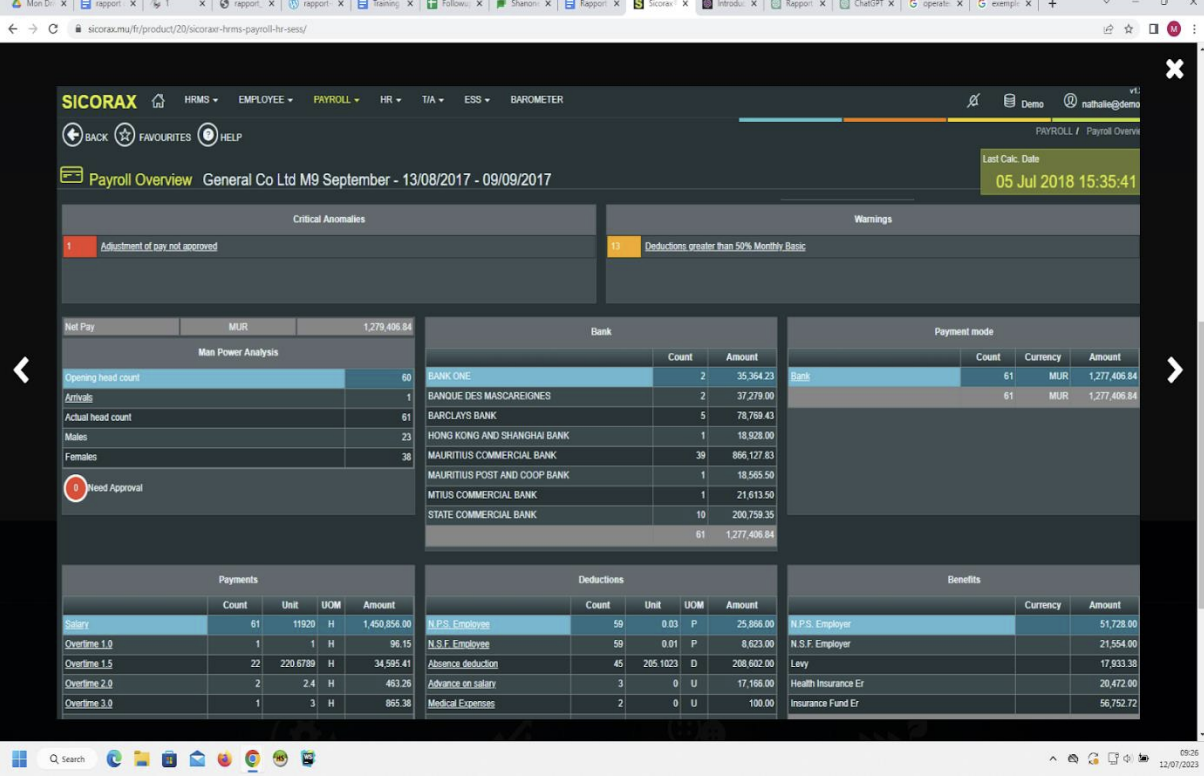 Mon Dri
rapport
1
rapport,
rapport-
Training
Followup
Shanone
Rapport
Sicorax
Introduc
Rapport
ChatGPT
operate
exemple
sicorax.mu/fr/product/20/sicoraxr-hrms-payroll-hr-sess/
M
SICORAX HRMS EMPLOYEE PAYROLL HR T/A ESS BAROMETER Demo nathalie@demo
BACK FAVOURITES HELP
PAYROLL / Payroll Overvie
Payroll Overview General Co Ltd M9 September - 13/08/2017 - 09/09/2017
Last Calc. Date
05 Jul 2018 15:35:41
Critical Anomalies
1 Adjustment of pay not approved
Warnings
13 Deductions greater than 50% Monthly Basic
Net Pay MUR 1,279,406.84
Man Power Analysis
Opening head count 60
Arrivals 1
Actual head count 61
Males 23
Females 38
0 Need Approval
Bank
Count Amount
BANK ONE 2 35,364.23
BANQUE DES MASCAREIGNES 2 37,279.00
BARCLAYS BANK 5 78,769.43
HONG KONG AND SHANGHAI BANK 1 18,928.00
MAURITIUS COMMERCIAL BANK 39 866,127.83
MAURITIUS POST AND COOP BANK 1 18,565.50
MTIUS COMMERCIAL BANK 1 21,613.50
STATE COMMERCIAL BANK 10 200,759.35
61 1,277,406.84
Payment mode
Count Currency Amount
Bank 61 MUR 1,277,406.84
61 MUR 1,277,406.84
Payments
Count Unit UOM Amount
Salary 61 11920 H 1,450,856.00
Overtime 1.0 1 1 H 96.15
Overtime 1.5 22 220.6789 H 34,595.41
Overtime 2.0 2 2.4 H 463.26
Overtime 3.0 1 3 H 865.38
Deductions
Count Unit UOM Amount
N.P.S. Employee 59 0.03 P 25,866.00
N.S.F. Employee 59 0.01 P 8,623.00
Absence deduction 45 205.1023 D 208,602.00
Advance on salary 3 0 U 17,166.00
Medical Expenses 2 0 U 100.00
Benefits
Currency Amount
N.P.S. Employer 51,728.00
N.S.F. Employer 21,554.00
Levy 17,933.38
Health Insurance Er 20,472.00
Insurance Fund Er 56,752.72
Search
09:26
12/07/2023